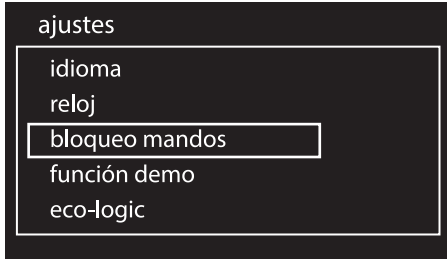 ajustes
idioma
reloj
bloqueo mandos
función demo
eco-logic